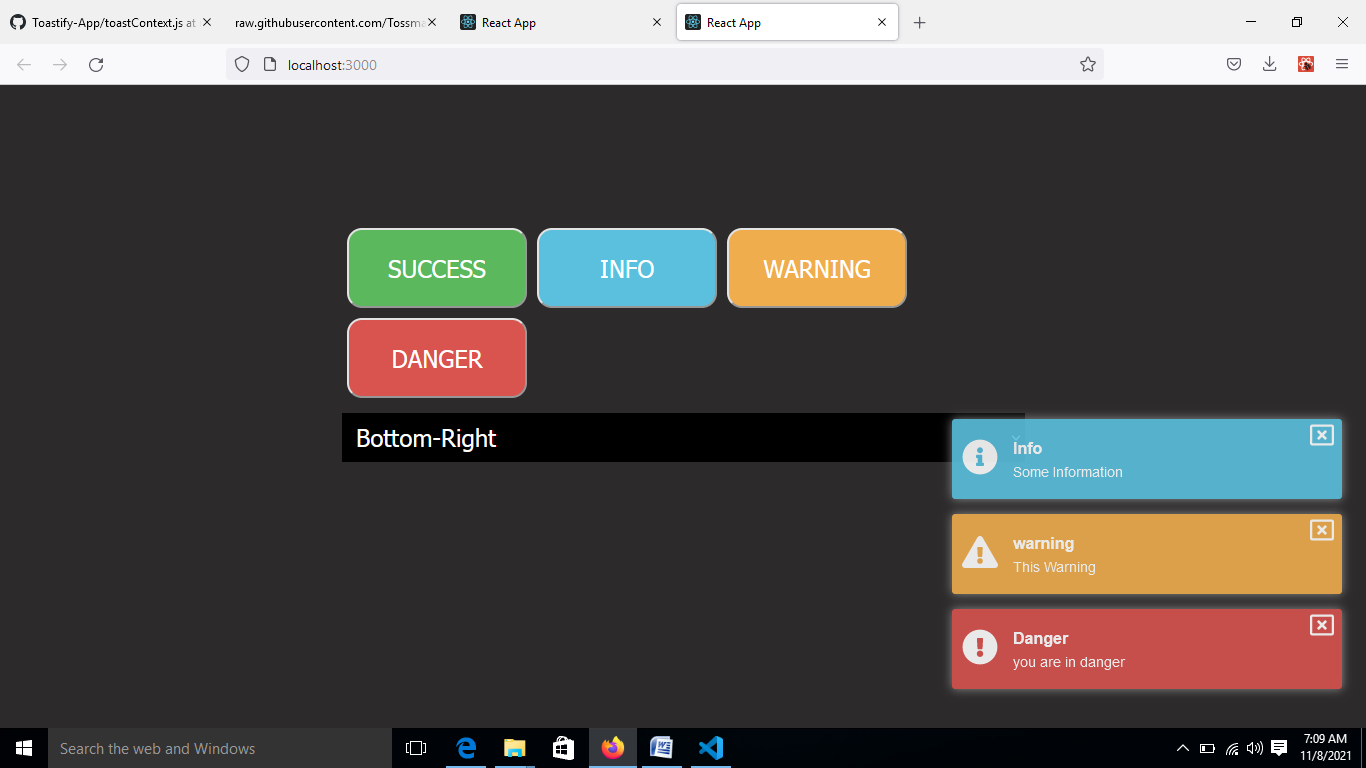 Toastify-App/toastContext.js at
raw.githubusercontent.com/Tossma
React App
React App
localhost:3000
SUCCESS
INFO
WARNING
DANGER
Bottom-Right
Info
Some Information
warning
This Warning
Danger
you are in danger
Search the web and Windows
7:09 AM
11/8/2021